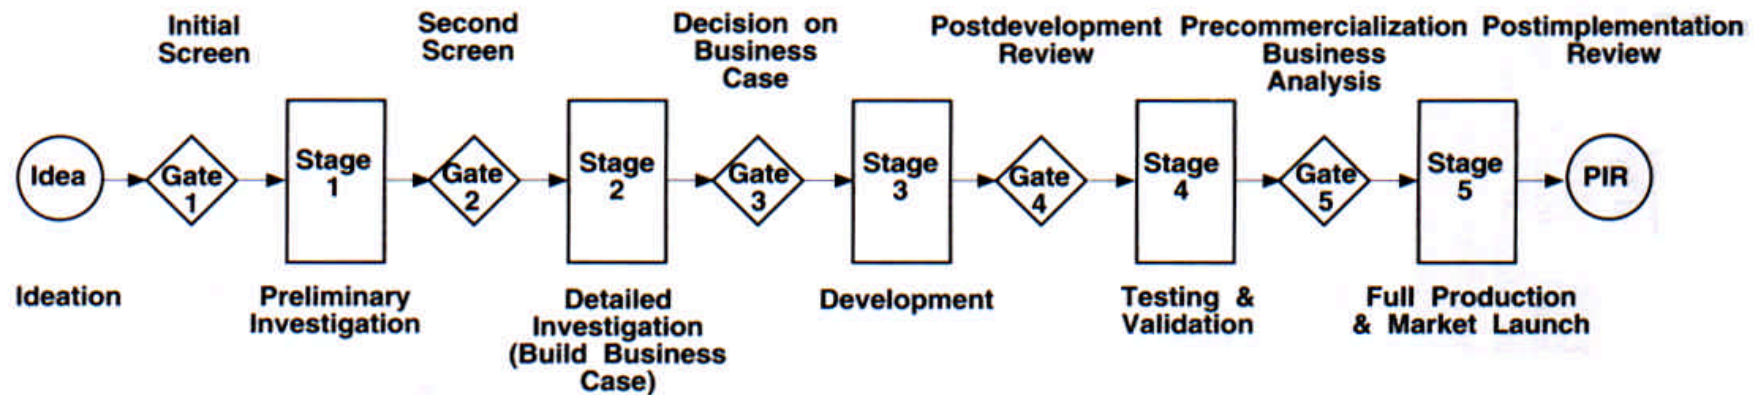 Initial
Screen
Second
Screen
Decision on
Business
Case
Postdevelopment
Review
Precommercialization
Business
Analysis
Postimplementation
Review
Idea
Gate
1
Stage
1
Gate
2
Stage
2
Gate
3
Stage
3
Gate
4
Stage
4
Gate
5
Stage
5
PIR
Ideation
Preliminary
Investigation
Detailed
Investigation
(Build Business
Case)
Development
Testing &
Validation
Full Production
& Market Launch